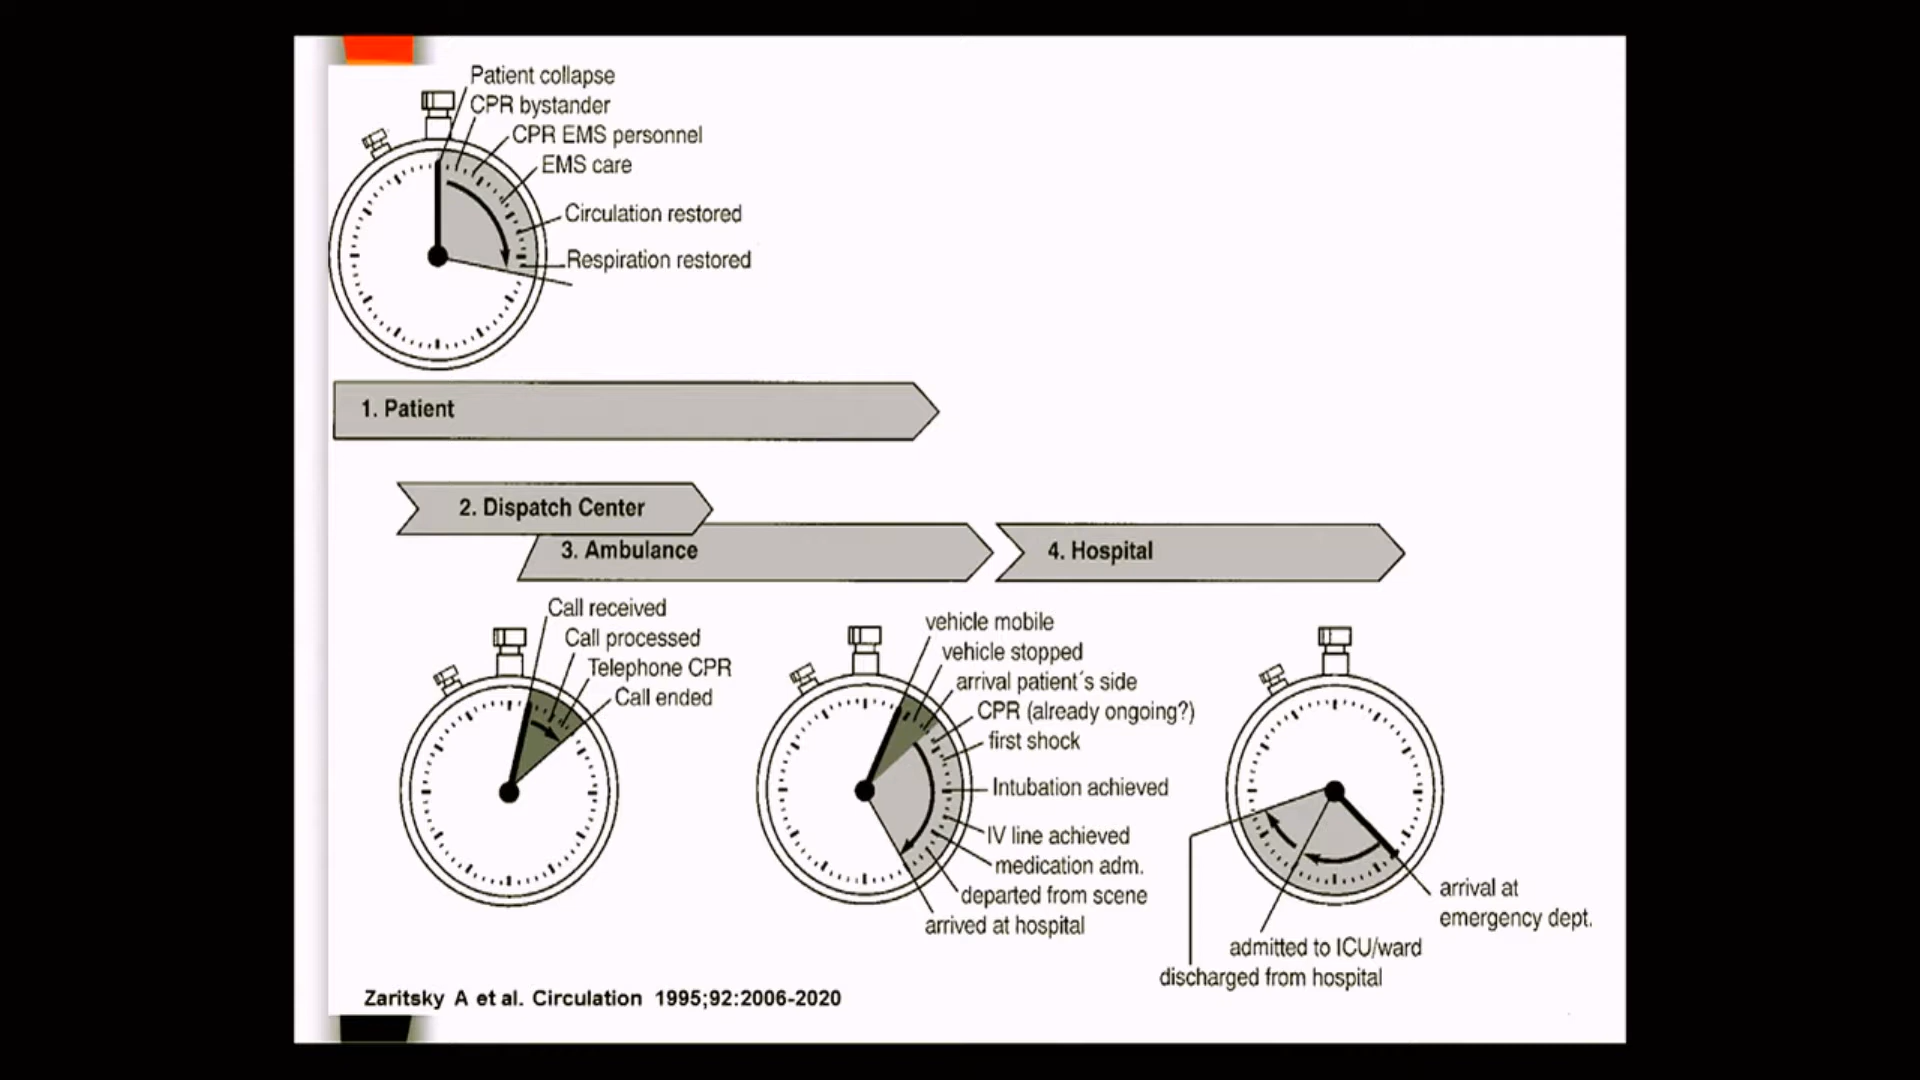 Patient collapse
CPR bystander
CPR EMS personnel
EMS care
Circulation restored
Respiration restored
1. Patient
2. Dispatch Center
3. Ambulance
4. Hospital
Call received
Call processed
Telephone CPR
Call ended
vehicle mobile
vehicle stopped
arrival patient´s side
CPR (already ongoing?)
first shock
Intubation achieved
IV line achieved
medication adm.
departed from scene
arrived at hospital
arrival at
emergency dept.
admitted to ICU/ward
discharged from hospital
Zaritsky A et al. Circulation 1995;92:2006-2020